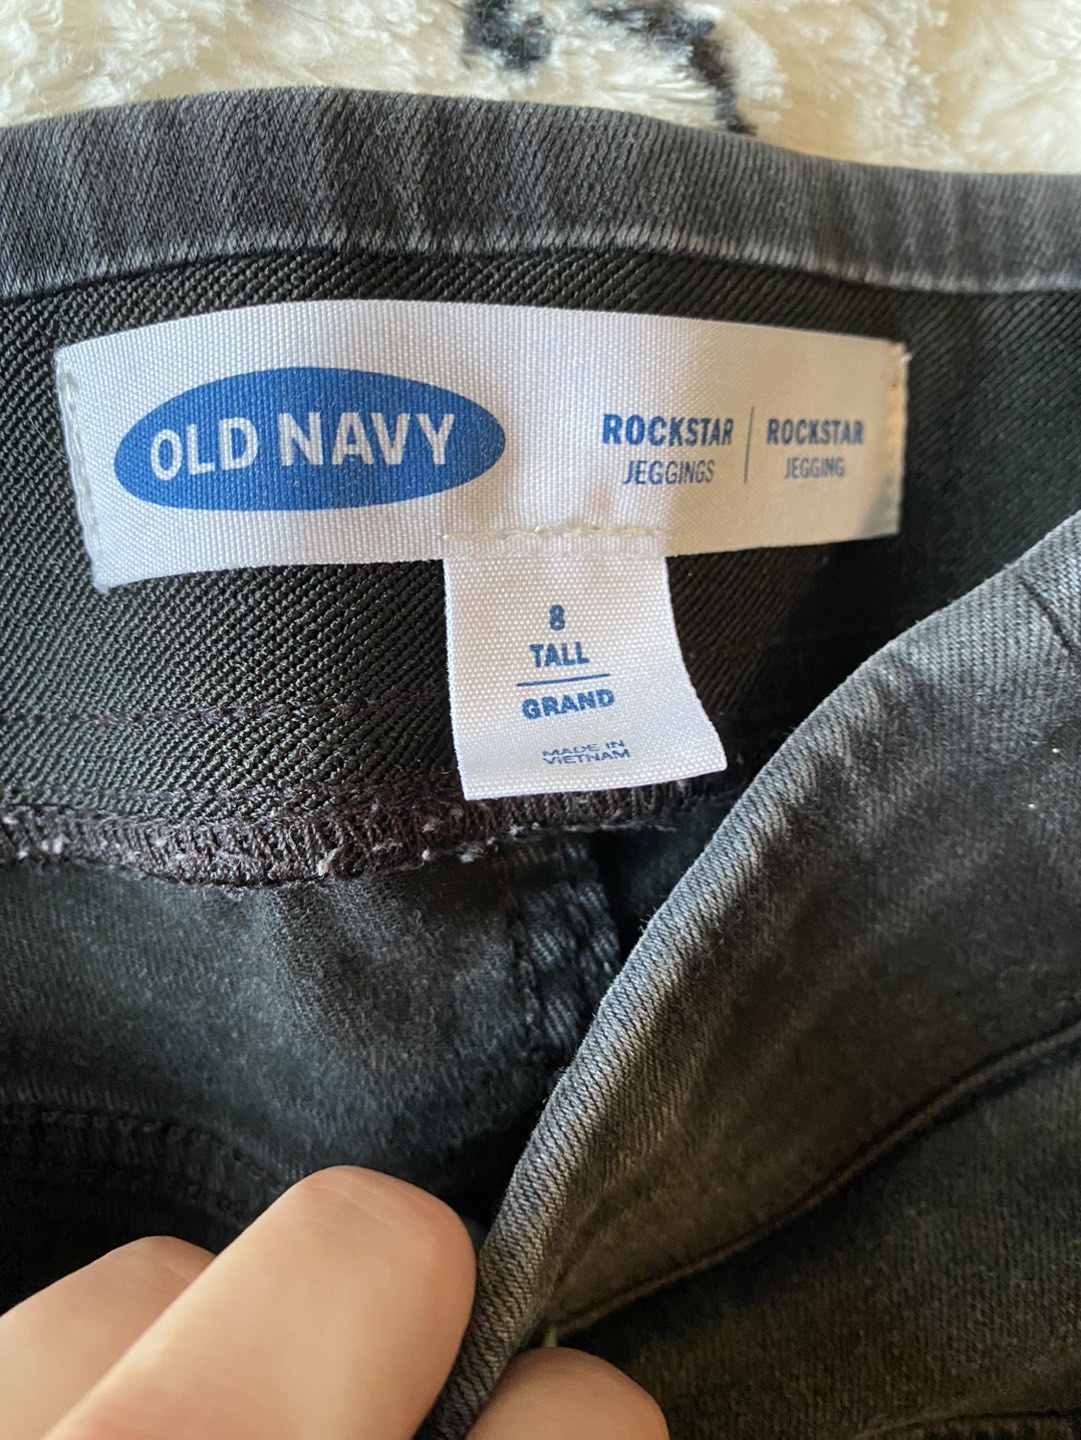 OLD NAVY
ROCKSTAR | ROCKSTAR
JEGGINGS | JEGGING
8
TALL
GRAND
MADE IN
VIETNAM